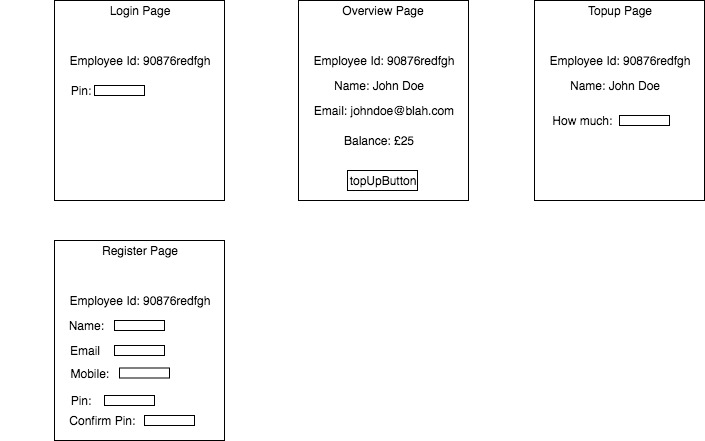 Login Page
Employee Id: 90876redfgh
Pin:
Overview Page
Employee Id: 90876redfgh
Name: John Doe
Email: johndoe@blah.com
Balance: £25
topUpButton
Topup Page
Employee Id: 90876redfgh
Name: John Doe
How much:
Register Page
Employee Id: 90876redfgh
Name:
Email
Mobile:
Pin:
Confirm Pin: